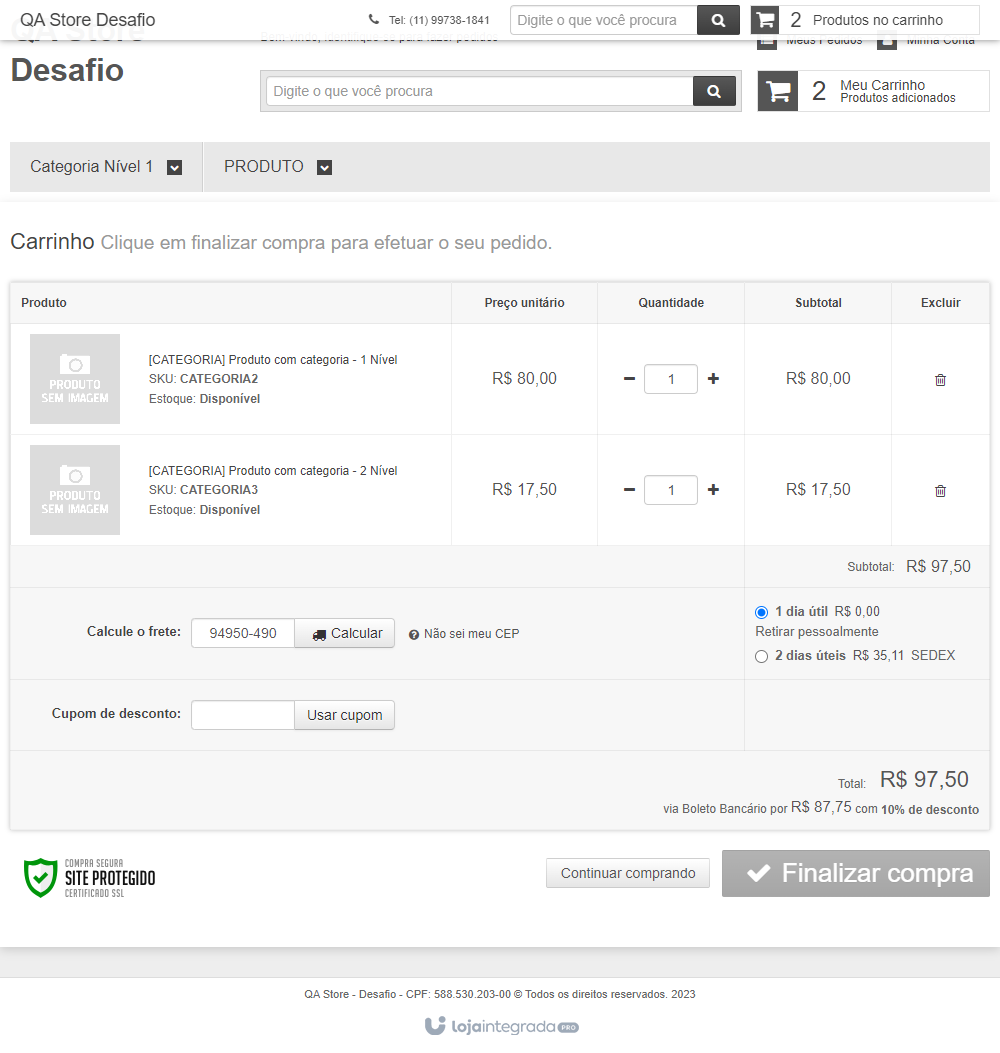 QA Store Desafio
Tel: (11) 99738-1841
Digite o que você procura
2 Produtos no carrinho
QA Store
Desafio
Meus Pedidos
Minha Conta
Digite o que você procura
2 Meu Carrinho
Produtos adicionados
Categoria Nível 1
PRODUTO
Carrinho Clique em finalizar compra para efetuar o seu pedido.
Produto Preço unitário Quantidade Subtotal Excluir
PRODUTO
SEM IMAGEM
[CATEGORIA] Produto com categoria - 1 Nível
SKU: CATEGORIA2
Estoque: Disponível
R$ 80,00 1 R$ 80,00
PRODUTO
SEM IMAGEM
[CATEGORIA] Produto com categoria - 2 Nível
SKU: CATEGORIA3
Estoque: Disponível
R$ 17,50 1 R$ 17,50
Subtotal: R$ 97,50
Calcule o frete: 94950-490 Calcular Não sei meu CEP
1 dia útil R$ 0,00
Retirar pessoalmente
2 dias úteis R$ 35,11 SEDEX
Cupom de desconto: Usar cupom
Total: R$ 97,50
via Boleto Bancário por R$ 87,75 com 10% de desconto
COMPRA SEGURA
SITE PROTEGIDO
CERTIFICADO SSL
Continuar comprando
Finalizar compra
QA Store - Desafio - CPF: 588.530.203-00 © Todos os direitos reservados. 2023
lojaintegrada PRO